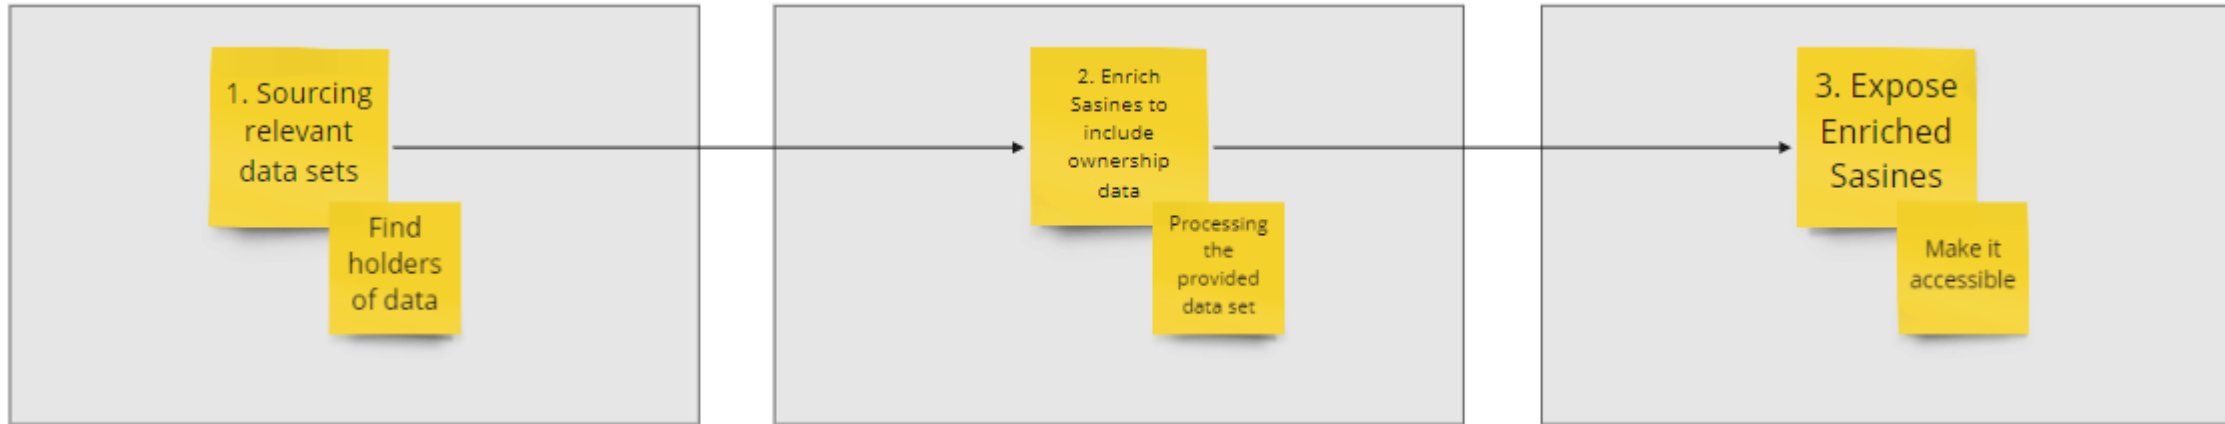 1. Sourcing
relevant
data sets
Find
holders
of data
2. Enrich
Sasines to
include
ownership
data
Processing
the
provided
data set
3. Expose
Enriched
Sasines
Make it
accessible